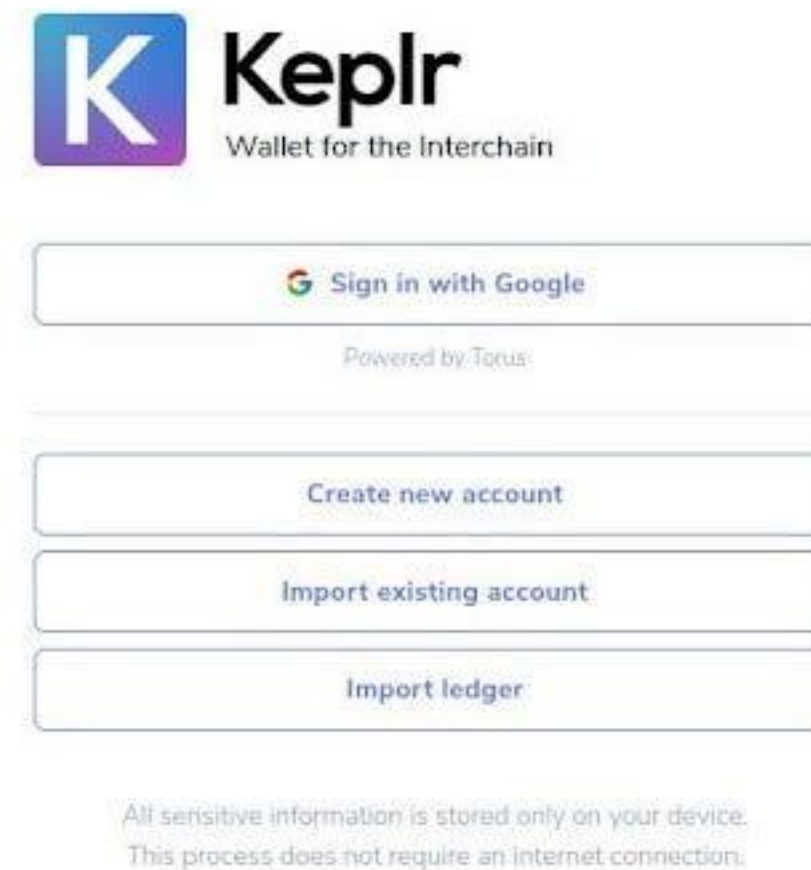 K
Keplr
Wallet for the Interchain
G Sign in with Google
Powered by Torus
Create new account
Import existing account
Import ledger
All sensitive information is stored only on your device.
This process does not require an internet connection.